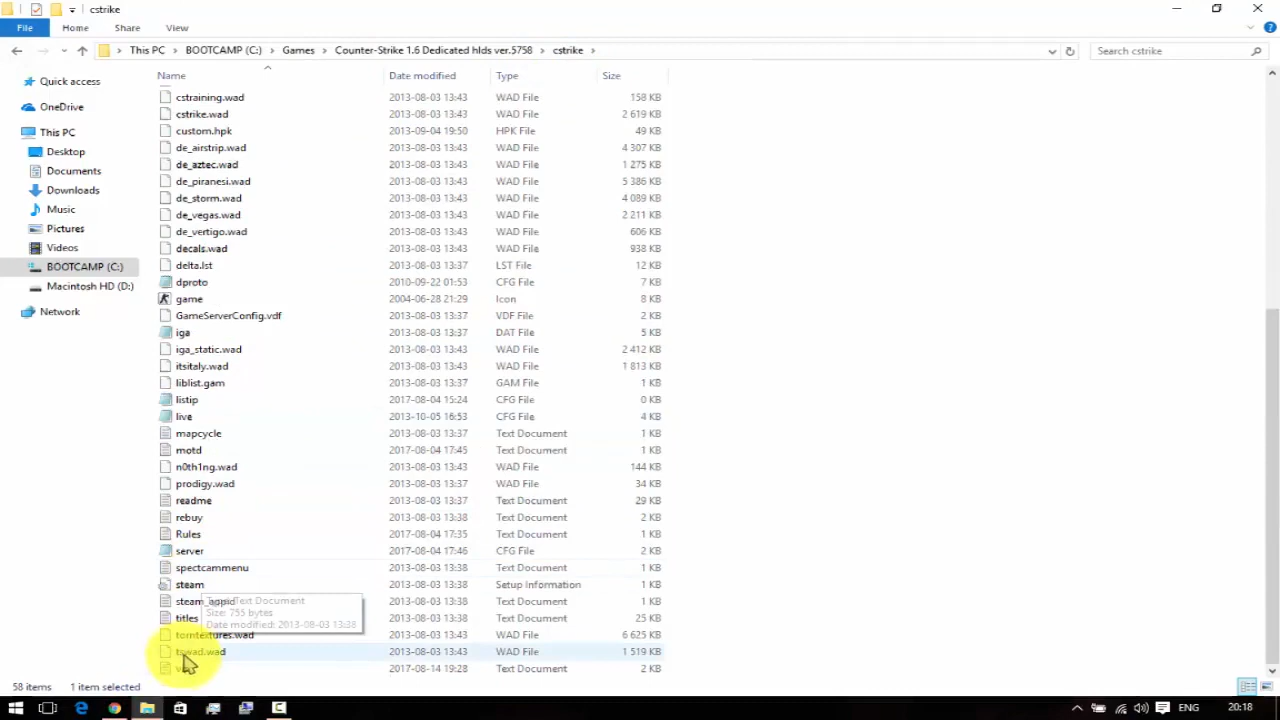 cstrike
File Home Share View
This PC BOOTCAMP (C:) Games Counter-Strike 1.6 Dedicated hlds ver.5758 cstrike Search cstrike
Name Date modified Type Size
Quick access
OneDrive
This PC
Desktop
Documents
Downloads
Music
Pictures
Videos
BOOTCAMP (C:)
Macintosh HD (D:)
Network
cstraining.wad 2013-08-03 13:43 WAD File 158 KB
cstrike.wad 2013-08-03 13:43 WAD File 2 619 KB
custom.hpk 2013-09-04 19:50 HPK File 49 KB
de_airstrip.wad 2013-08-03 13:43 WAD File 4 307 KB
de_aztec.wad 2013-08-03 13:43 WAD File 1 275 KB
de_piranesi.wad 2013-08-03 13:43 WAD File 5 386 KB
de_storm.wad 2013-08-03 13:43 WAD File 4 089 KB
de_vegas.wad 2013-08-03 13:43 WAD File 2 211 KB
de_vertigo.wad 2013-08-03 13:43 WAD File 606 KB
decals.wad 2013-08-03 13:43 WAD File 938 KB
delta.lst 2013-08-03 13:37 LST File 12 KB
dproto 2010-09-22 01:53 CFG File 7 KB
game 2004-06-28 21:29 Icon 8 KB
GameServerConfig.vdf 2013-08-03 13:37 VDF File 2 KB
iga 2013-08-03 13:37 DAT File 5 KB
iga_static.wad 2013-08-03 13:43 WAD File 2 412 KB
itsitaly.wad 2013-08-03 13:43 WAD File 1 813 KB
liblist.gam 2013-08-03 13:37 GAM File 1 KB
listip 2017-08-04 15:24 CFG File 0 KB
live 2013-10-05 16:53 CFG File 4 KB
mapcycle 2013-08-03 13:37 Text Document 1 KB
motd 2017-08-04 17:45 Text Document 1 KB
n0th1ng.wad 2013-08-03 13:43 WAD File 144 KB
prodigy.wad 2013-08-03 13:43 WAD File 34 KB
readme 2013-08-03 13:37 Text Document 29 KB
rebuy 2013-08-03 13:38 Text Document 2 KB
Rules 2017-08-04 17:35 Text Document 1 KB
server 2017-08-04 17:46 CFG File 2 KB
spectcammenu 2013-08-03 13:38 Text Document 1 KB
steam 2013-08-03 13:38 Setup Information 1 KB
steam_appid 2013-08-03 13:38 Text Document 1 KB
titles 2013-08-03 13:38 Text Document 25 KB
torntextures.wad 2013-08-03 13:43 WAD File 6 625 KB
tswad.wad 2013-08-03 13:43 WAD File 1 519 KB
2017-08-14 19:28 Text Document 2 KB
Text Document
Size: 755 bytes
Date modified: 2013-08-03 13:38
58 items 1 item selected
ENG 20:18